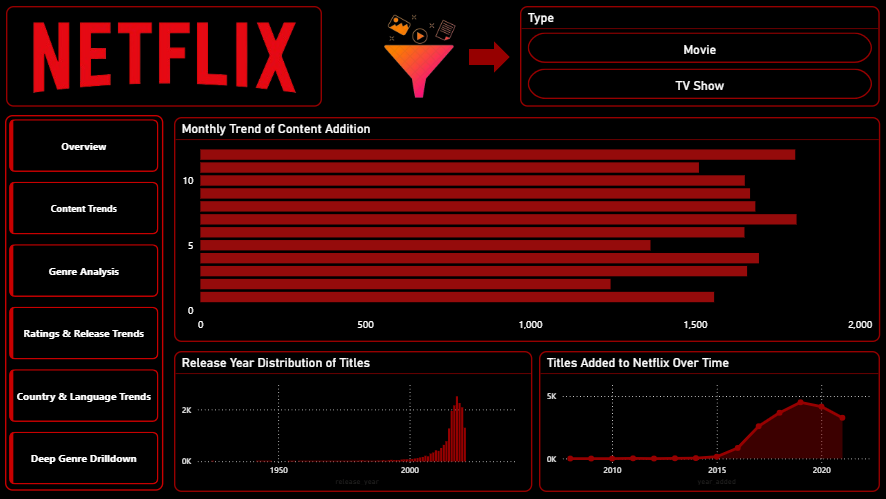 NETFLIX
Type
Movie
TV Show
Overview
Content Trends
Genre Analysis
Ratings & Release Trends
Country & Language Trends
Deep Genre Drilldown
Monthly Trend of Content Addition
10
5
0
0 500 1,000 1,500 2,000
Release Year Distribution of Titles
2K
0K
1950 2000
release_year
Titles Added to Netflix Over Time
5K
0K
2010 2015 2020
year_added